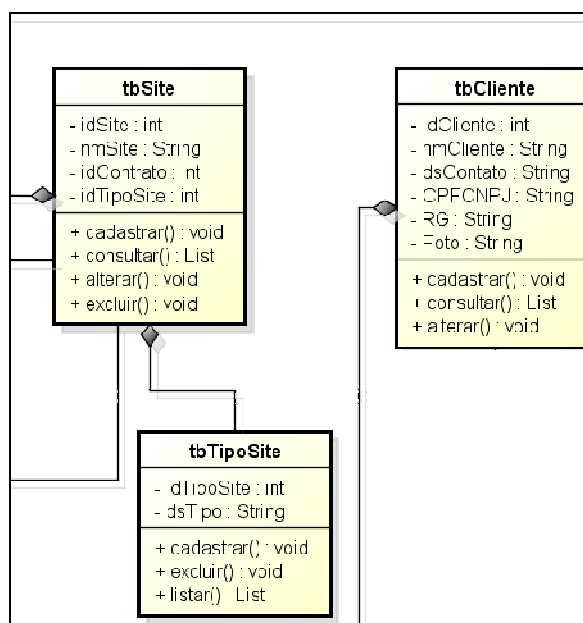 tbSite
- idSite : int
- nmSite : String
- idContrato : int
- idTipoSite : int
+ cadastrar() : void
+ consultar() : List
+ alterar() : void
+ excluir() : void
tbCliente
- idCliente : int
- nmCliente : String
- dsContato : String
- CPFCNPJ : String
- RG : String
- Foto : String
+ cadastrar() : void
+ consultar() : List
+ alterar() : void
tbTipoSite
- idTipoSite : int
- dsTipo : String
+ cadastrar() : void
+ excluir() : void
+ listar() : List